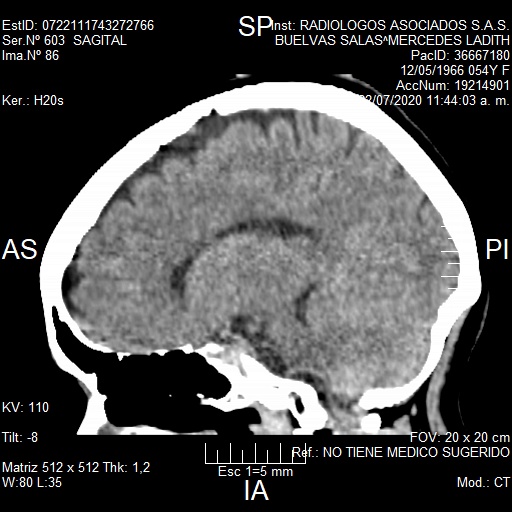 EstID: 0722111743272766
Ser.Nº 603 SAGITAL
Ima.Nº 86
Ker.: H20s
SP
Inst: RADIOLOGOS ASOCIADOS S.A.S.
BUELVAS SALAS^MERCEDES LADITH
PacID: 36667180
12/05/1966 054Y F
AccNum: 19214901
2/07/2020 11:44:03 a. m.
AS
PI
KV: 110
Tilt: -8
Matriz 512 x 512 Thk: 1,2
W:80 L:35
Esc 1=5 mm
IA
FOV: 20 x 20 cm
Ref.: NO TIENE MEDICO SUGERIDO
Mod.: CT